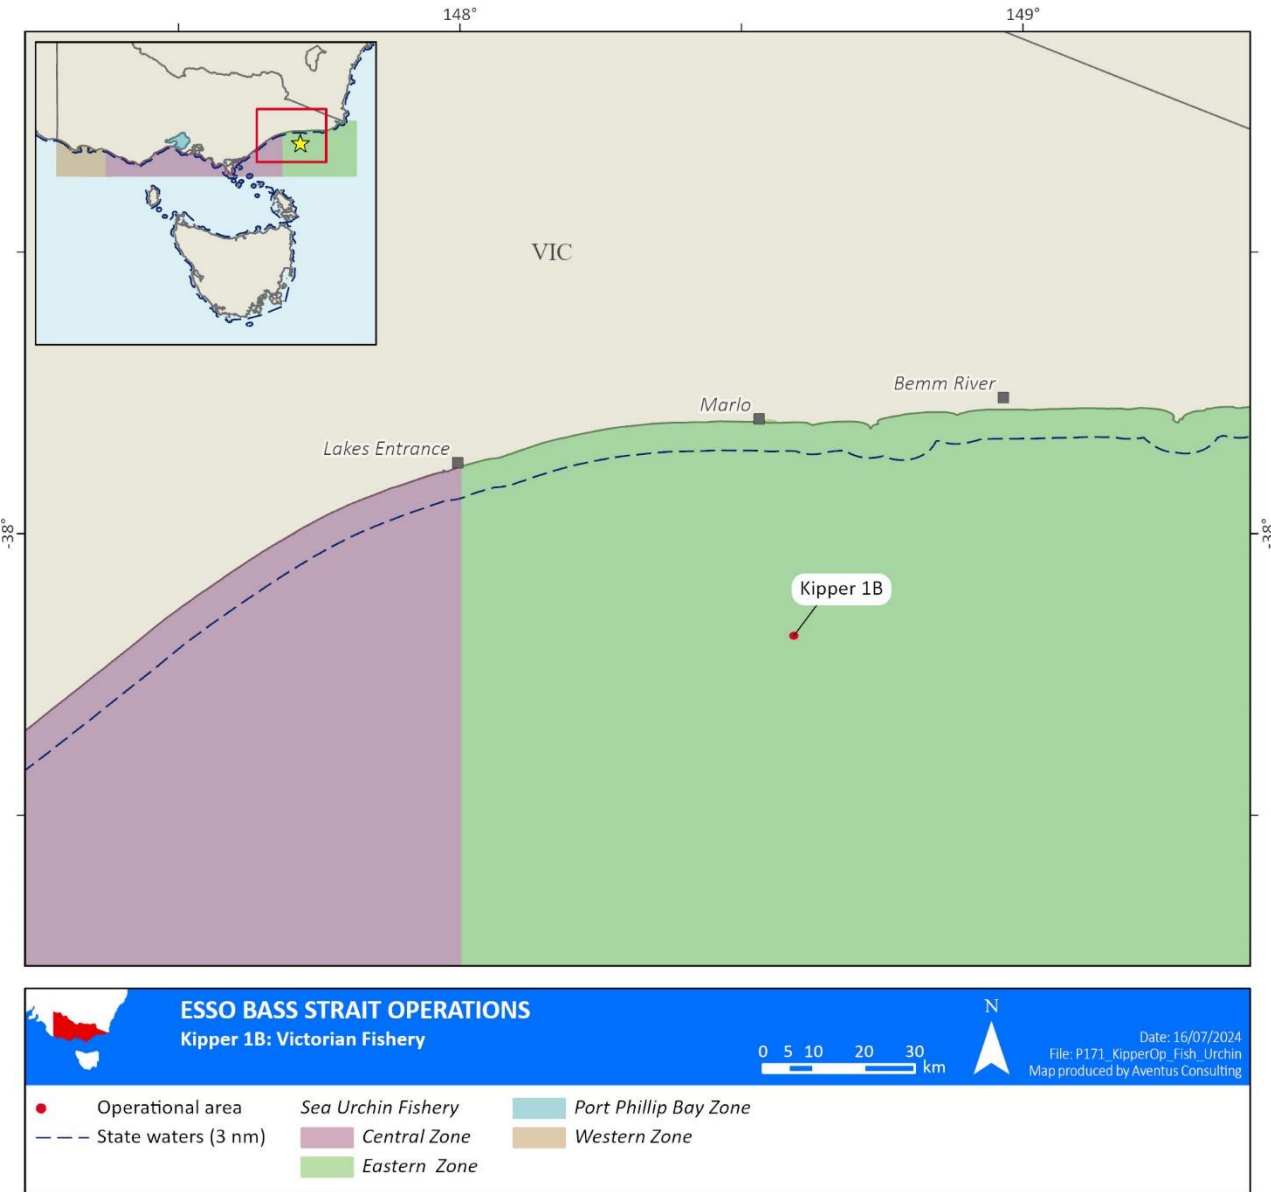 148°
149°
VIC
Bemm River
Marlo
Lakes Entrance
-38°
-38°
Kipper 1B
ESSO BASS STRAIT OPERATIONS
Kipper 1B: Victorian Fishery
0 5 10 20 30 km
N
Date: 16/07/2024
File: P171_KipperOp_Fish_Urchin
Map produced by Aventus Consulting
Operational area
State waters (3 nm)
Sea Urchin Fishery
Central Zone
Eastern Zone
Port Phillip Bay Zone
Western Zone